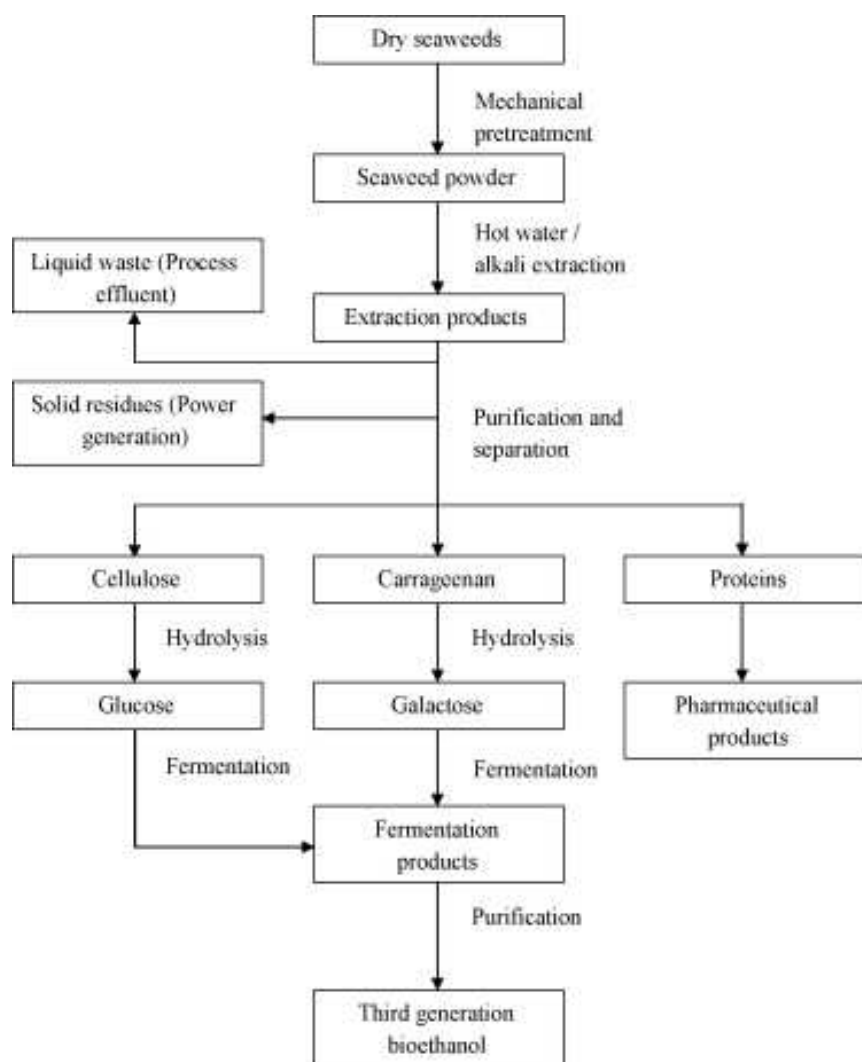 Dry seaweeds
Mechanical
pretreatment
Seaweed powder
Hot water /
alkali extraction
Liquid waste (Process
effluent)
Extraction products
Solid residues (Power
generation)
Purification and
separation
Cellulose
Carrageenan
Proteins
Hydrolysis
Hydrolysis
Glucose
Galactose
Pharmaceutical
products
Fermentation
Fermentation
Fermentation
products
Purification
Third generation
bioethanol